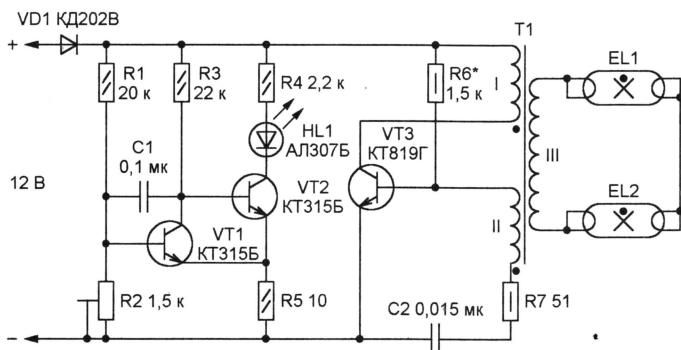 VD1 КД202В
T1
+
R1
20 к
R3
22 к
R4 2,2 к
R6*
1,5 к
I
EL1
HL1
АЛ307Б
C1
0,1 мк
VT3
КТ819Г
III
12 В
VT2
КТ315Б
EL2
VT1
КТ315Б
II
R2 1,5 к
R5 10
C2 0,015 мк
R7 51
–